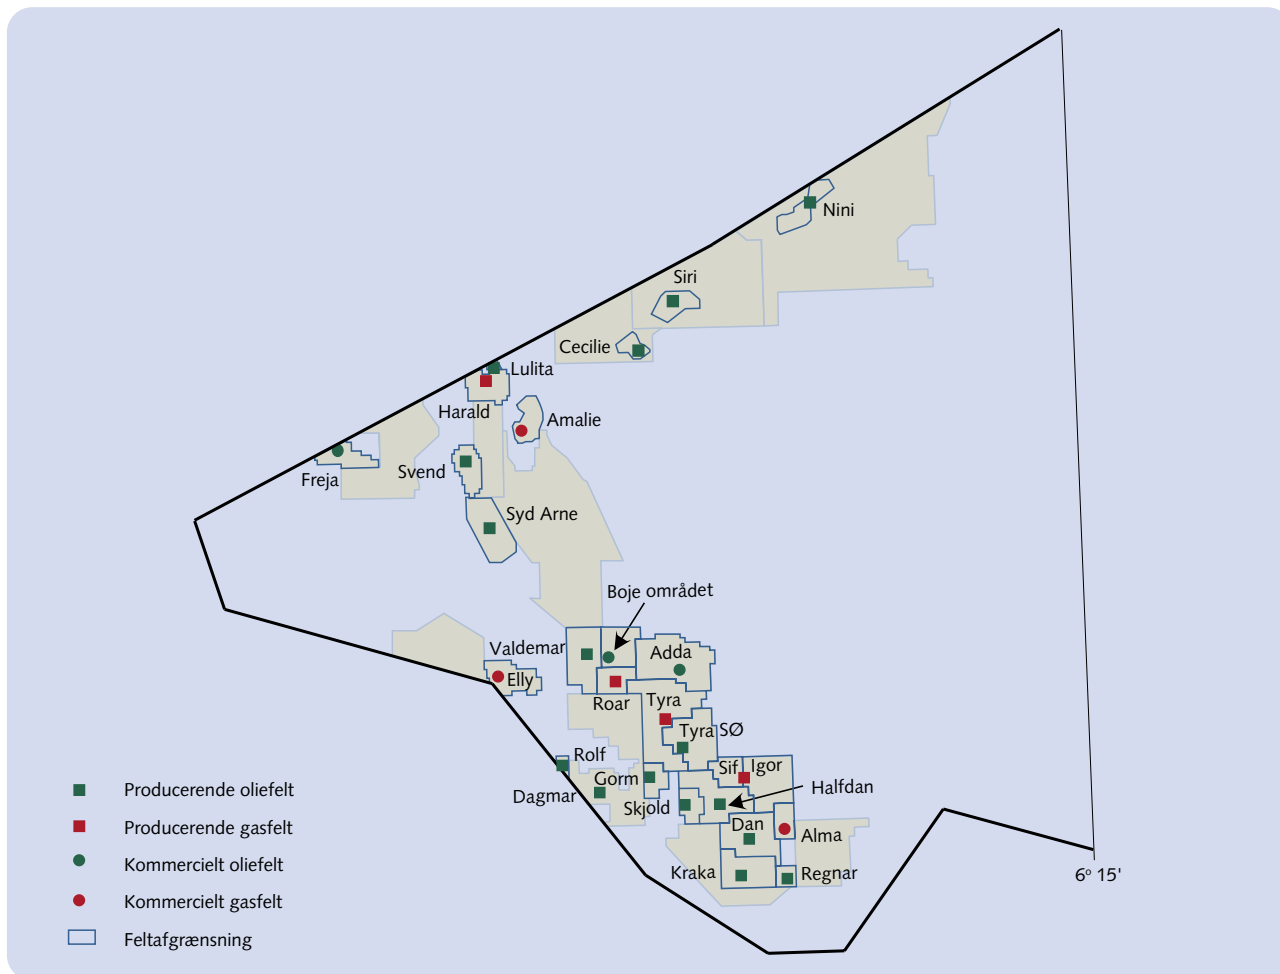 Nini
Siri
Cecilie
Lulita
Harald
Amalie
Freja
Svend
Syd Arne
Boje området
Valdemar
Adda
Elly
Roar
Tyra
Tyra SØ
Rolf
Sif
Igor
Gorm
Dagmar
Skjold
Halfdan
Dan
Alma
Kraka
Regnar
6º 15'
Producerende oliefelt
Producerende gasfelt
Kommercielt oliefelt
Kommercielt gasfelt
Feltafgrænsning